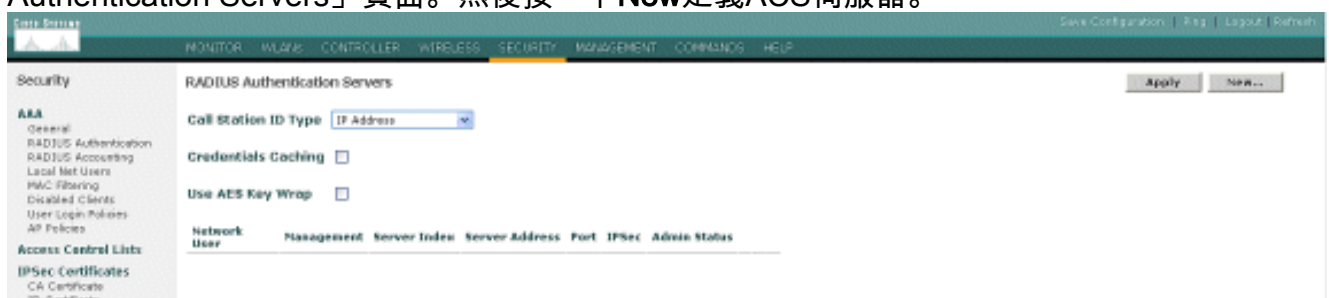 Authentication Servers」頁面。然後按一下New定義ACS伺服器。
Cisco Systems
Save Configuration | Ping | Logout | Refresh
MONITOR WLANs CONTROLLER WIRELESS SECURITY MANAGEMENT COMMANDS HELP
Security
RADIUS Authentication Servers
Apply New...
AAA
General
RADIUS Authentication
RADIUS Accounting
Local Net Users
MAC Filtering
Disabled Clients
User Login Policies
AP Policies
Call Station ID Type IP Address
Credentials Caching
Use AES Key Wrap
Network User Management Server Index Server Address Port IPSec Admin Status
Access Control Lists
IPSec Certificates
CA Certificate